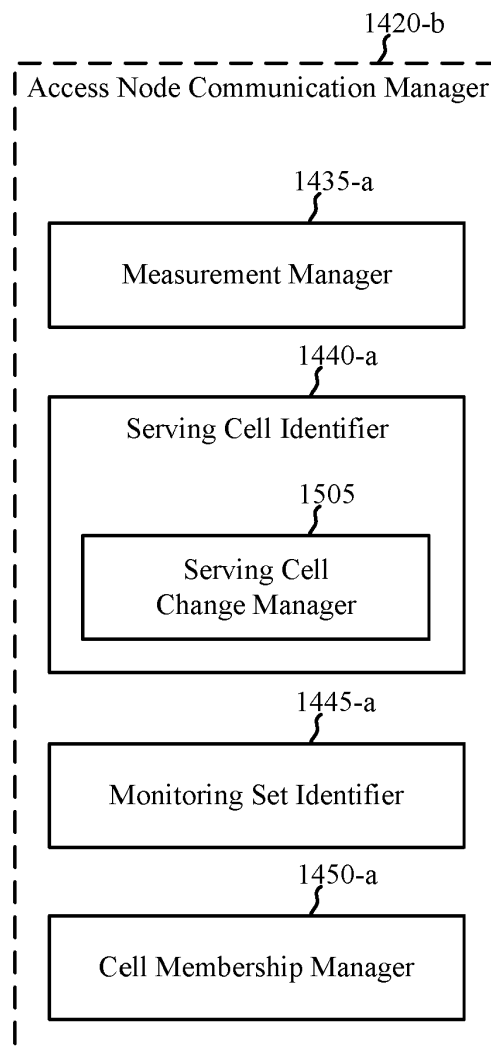 1420-b
Access Node Communication Manager
1435-a
Measurement Manager
1440-a
Serving Cell Identifier
1505
Serving Cell
Change Manager
1445-a
Monitoring Set Identifier
1450-a
Cell Membership Manager